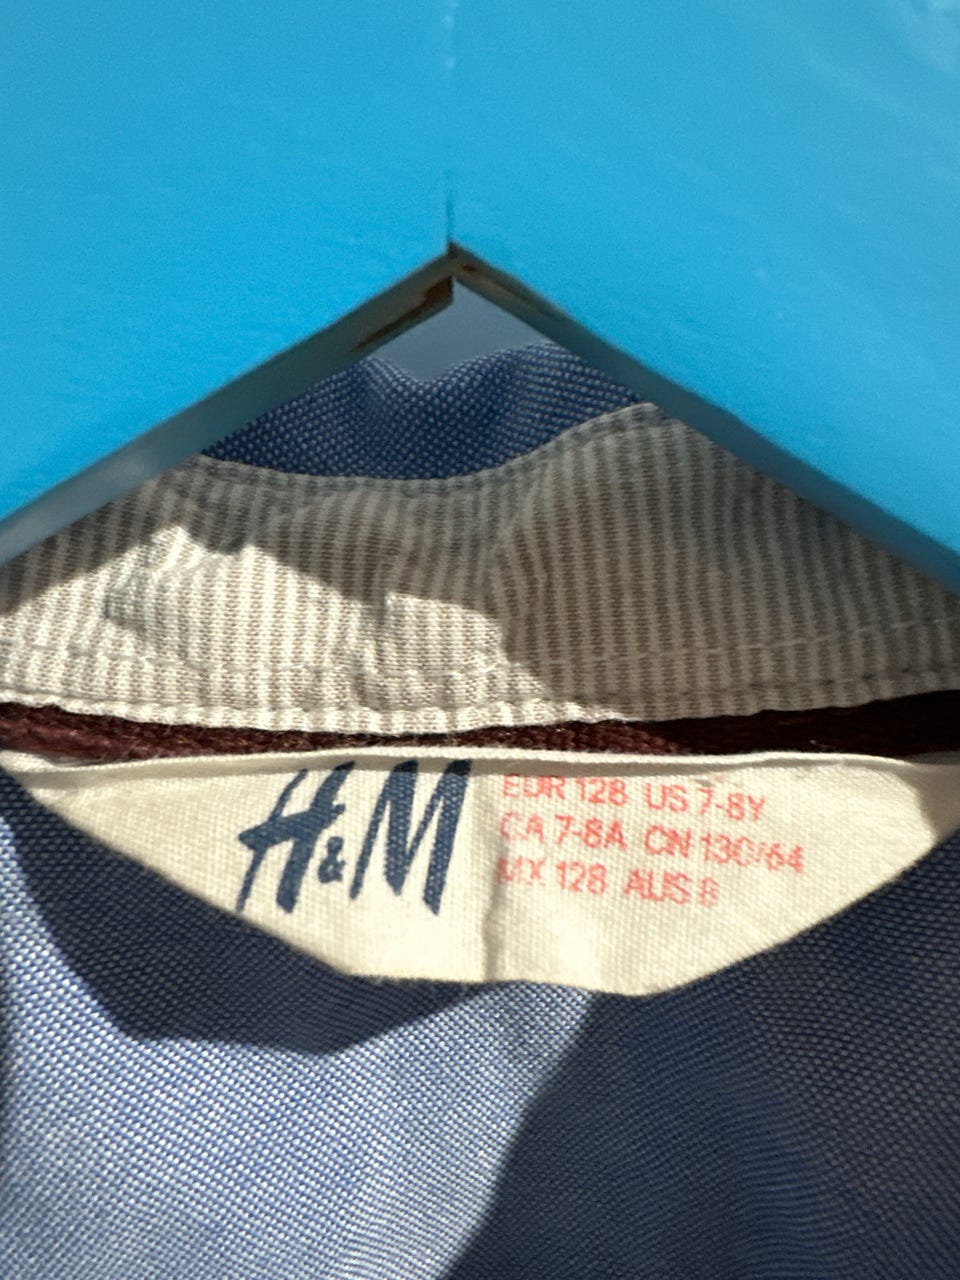 H&M
EUR 128 US 7-8Y
CA 7-8A CN 130/64
MX 128 AUS 8